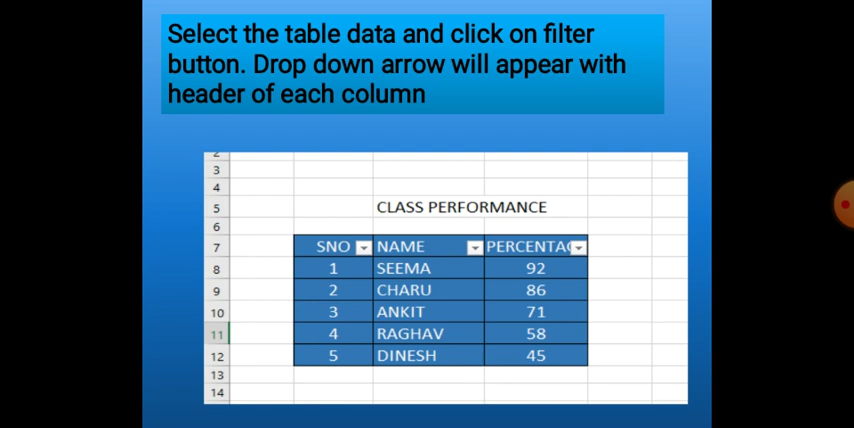 Select the table data and click on filter
button. Drop down arrow will appear with
header of each column
3
4
5 CLASS PERFORMANCE
6
7 SNO NAME PERCENTAG
8 1 SEEMA 92
9 2 CHARU 86
10 3 ANKIT 71
11 4 RAGHAV 58
12 5 DINESH 45
13
14